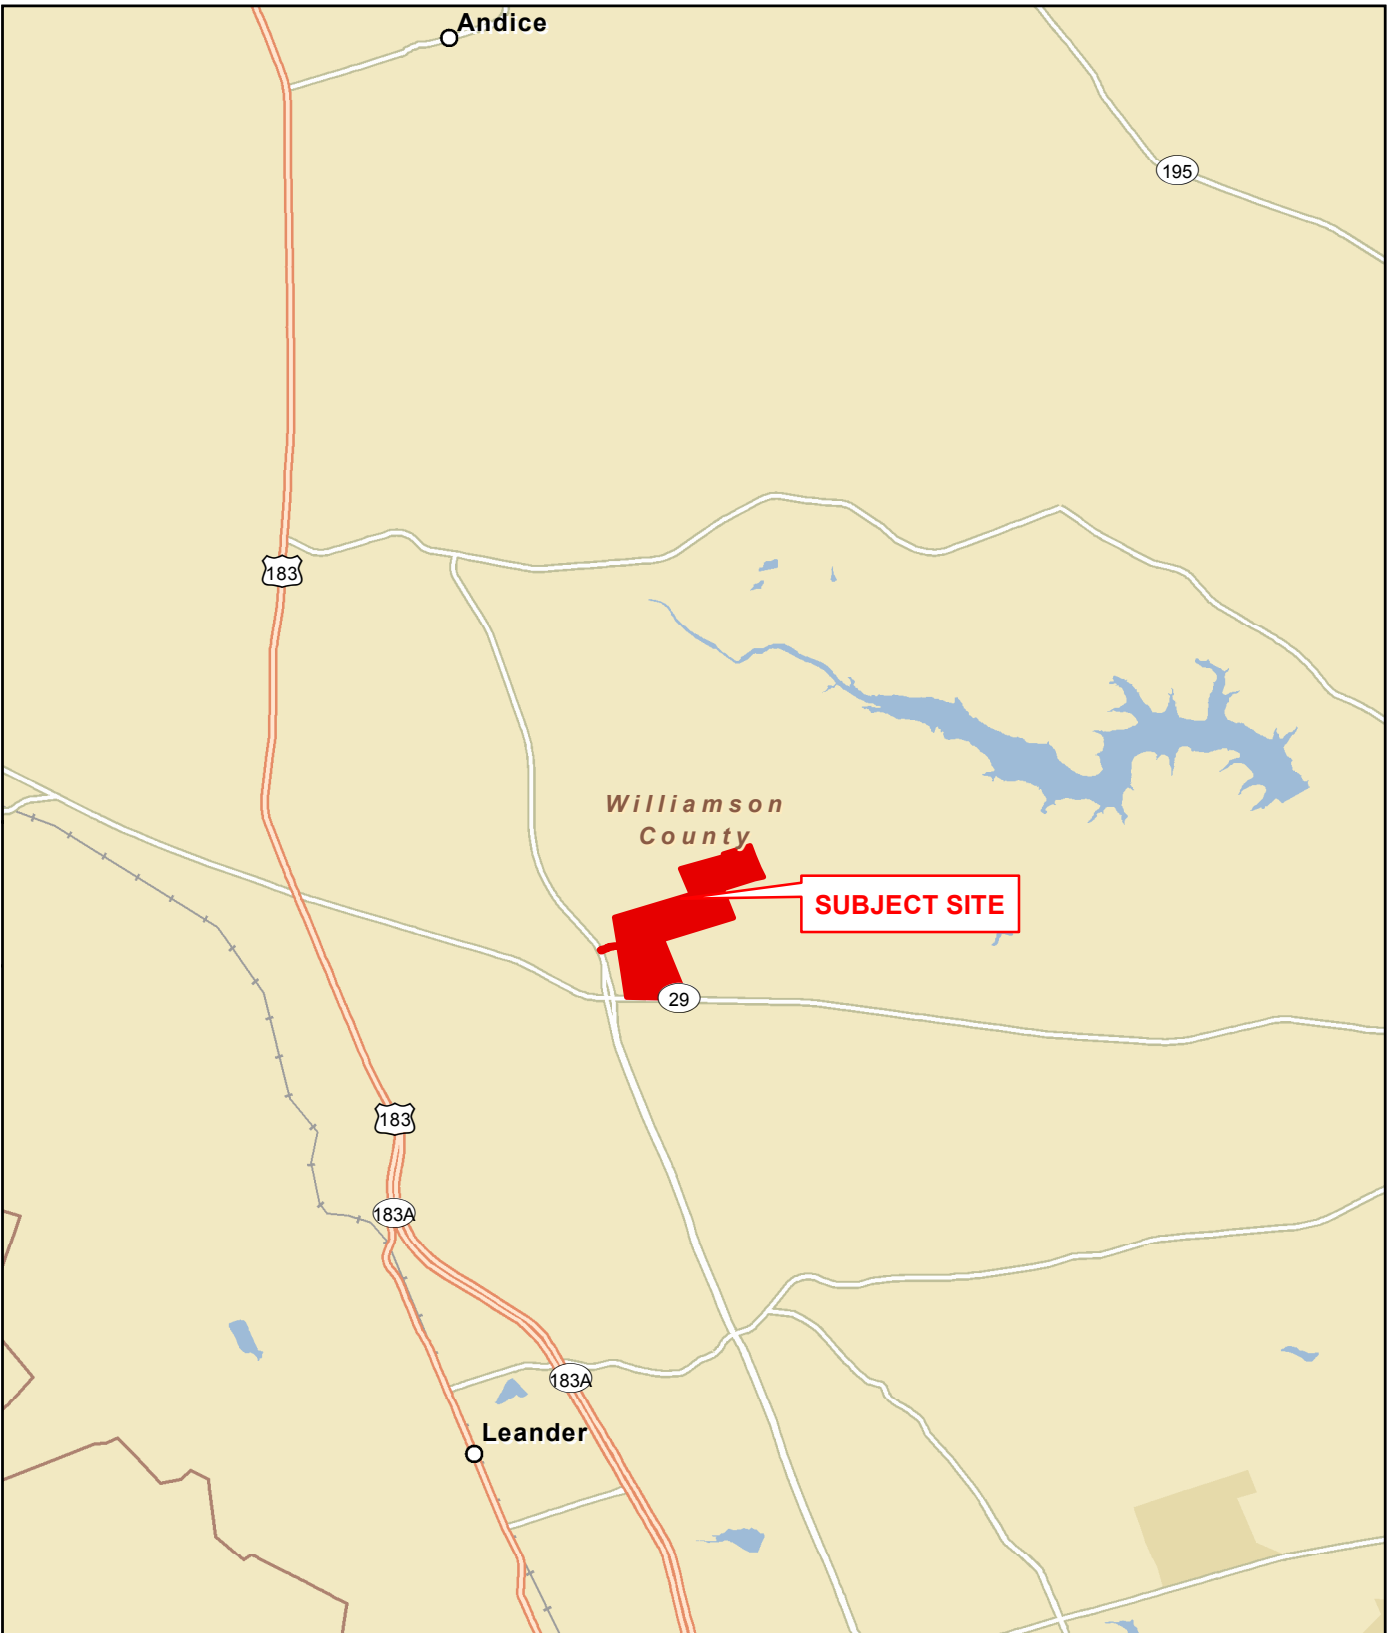 Andice
195
183
Williamson
County
SUBJECT SITE
29
183
183A
183A
Leander